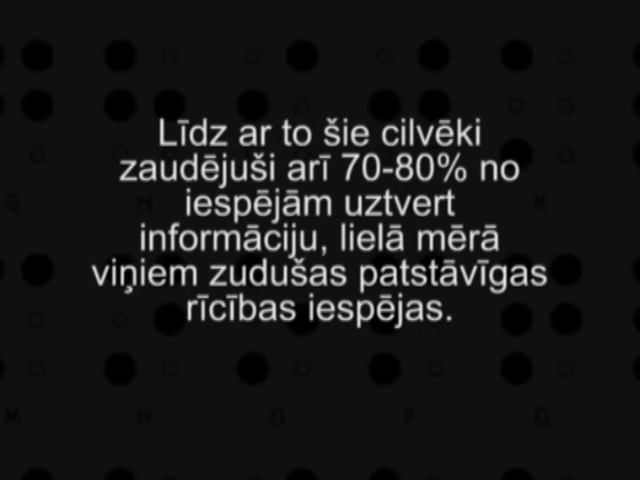 Līdz ar to šie cilvēki
zaudējuši arī 70-80% no
iespējām uztvert
informāciju, lielā mērā
viņiem zudušas patstāvīgas
rīcības iespējas.
G H K
M H O P Q